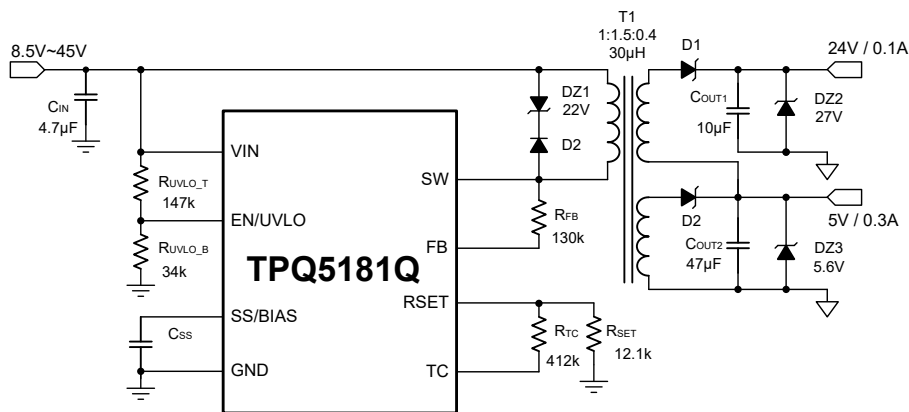 8.5V~45V
CIN
4.7µF
RUVLO_T
147k
RUVLO_B
34k
CSS
VIN
EN/UVLO
SS/BIAS
GND
TPQ5181Q
SW
FB
RSET
TC
DZ1
22V
D2
RFB
130k
RTC
412k
RSET
12.1k
T1
1:1.5:0.4
30µH
D1
COUT1
10µF
DZ2
27V
24V / 0.1A
D2
COUT2
47µF
DZ3
5.6V
5V / 0.3A